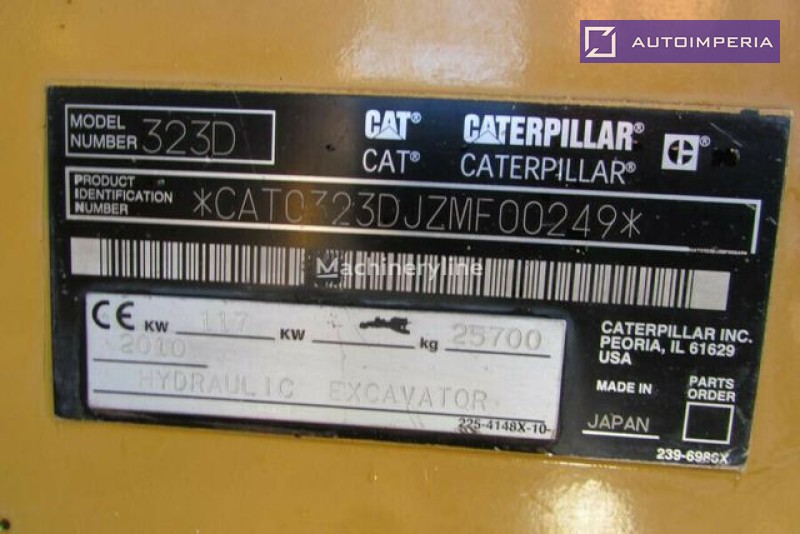 AUTOIMPERIA
MODEL NUMBER 323D
CAT® CATERPILLAR® ®
CAT® CATERPILLAR®
PRODUCT IDENTIFICATION NUMBER *CAT0323DJZMF00249*
Machineryline
CE KW 117 KW kg 25700
2010
HYDRAULIC EXCAVATOR
225-4148X-10
CATERPILLAR INC.
PEORIA, IL 61629
USA
MADE IN JAPAN
PARTS ORDER
239-6986X